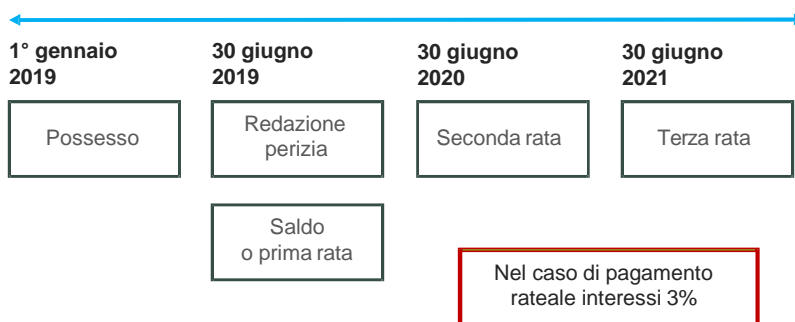 1° gennaio
2019
30 giugno
2019
30 giugno
2020
30 giugno
2021
Possesso
Redazione
perizia
Seconda rata
Terza rata
Saldo
o prima rata
Nel caso di pagamento
rateale interessi 3%